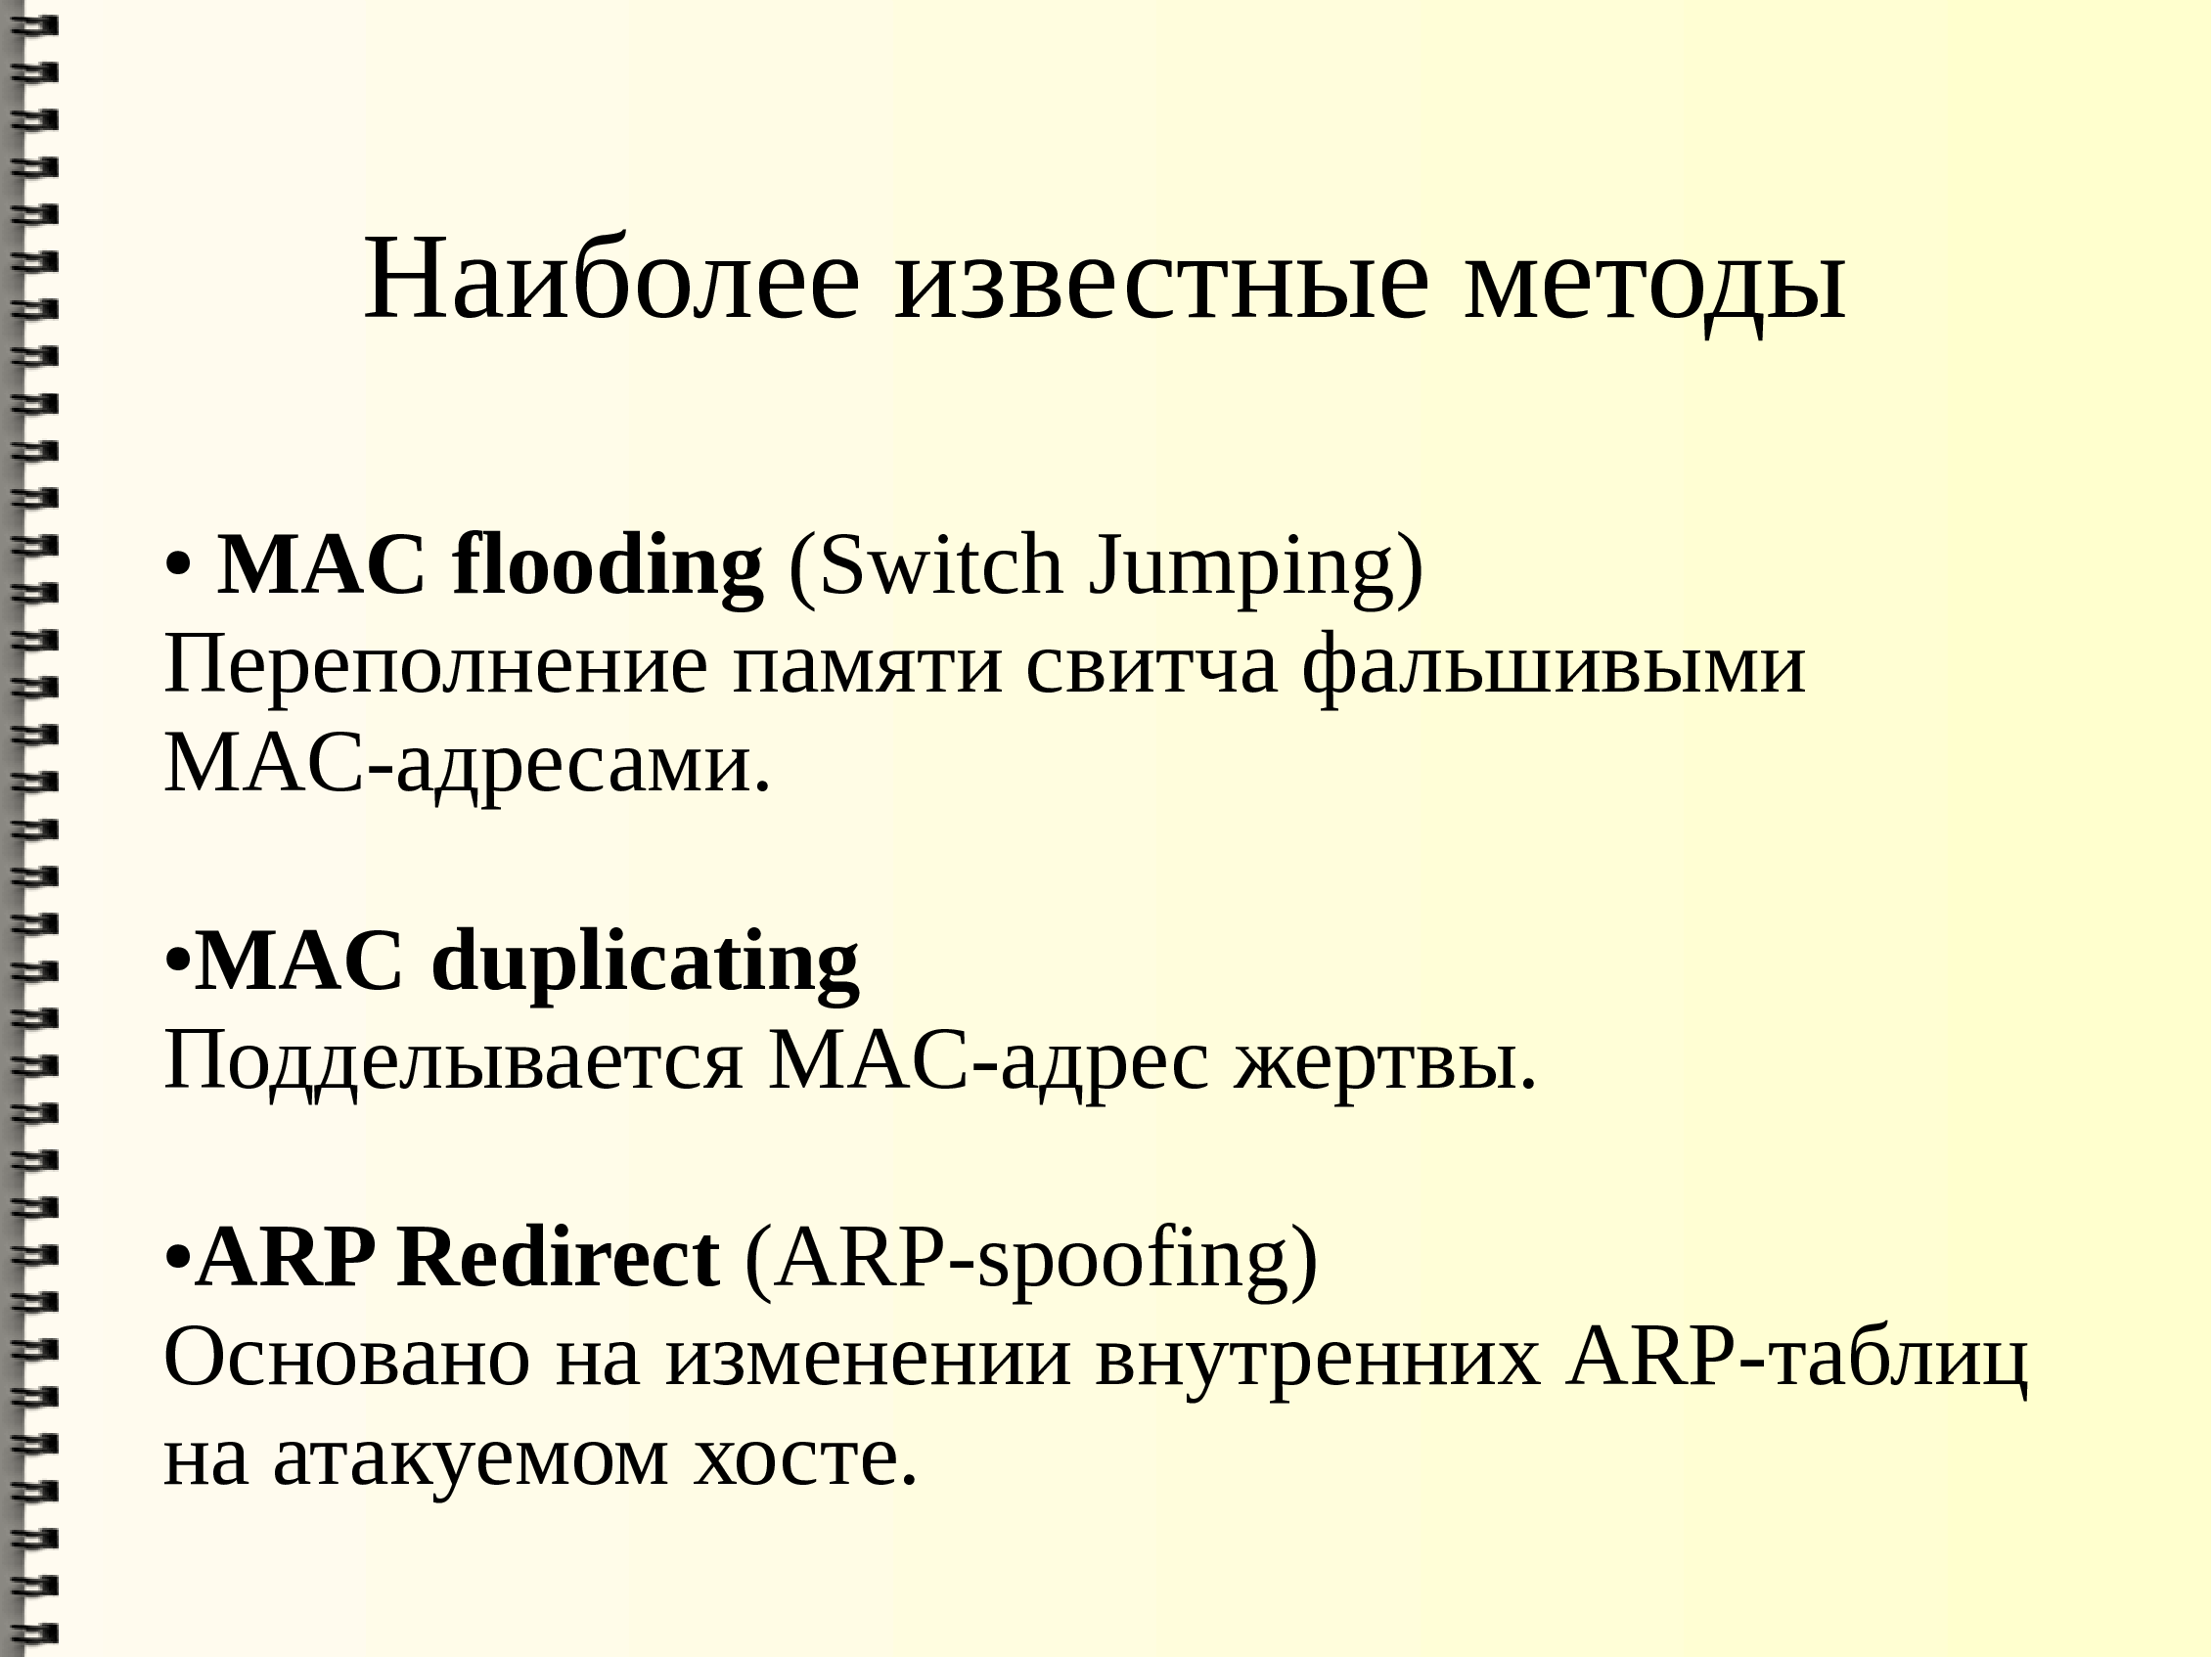 Наиболее известные методы
• MAC flooding (Switch Jumping)
Переполнение памяти свитча фальшивыми
MAC-адресами.
•MAC duplicating
Подделывается MAC-адрес жертвы.
•ARP Redirect (ARP-spoofing)
Основано на изменении внутренних ARP-таблиц
на атакуемом хосте.